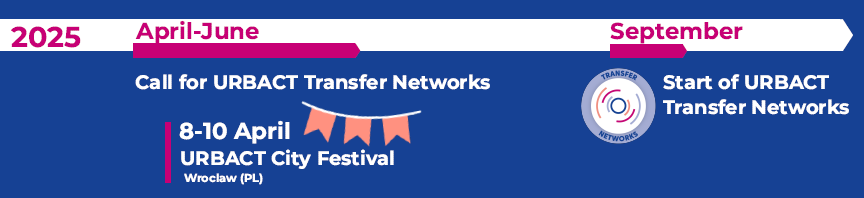 2025
April-June
September
Call for URBACT Transfer Networks
8-10 April
URBACT City Festival
Wroclaw (PL)
TRANSFER
NETWORKS
Start of URBACT
Transfer Networks